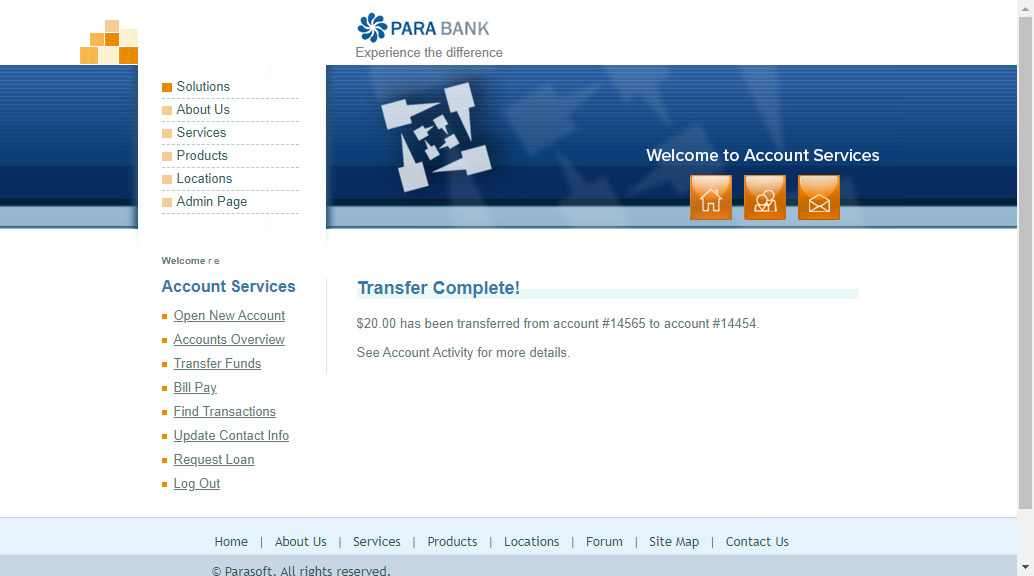 PARA BANK
Experience the difference
Solutions
About Us
Services
Products
Locations
Admin Page
Welcome to Account Services
Welcome r e
Account Services
Open New Account
Accounts Overview
Transfer Funds
Bill Pay
Find Transactions
Update Contact Info
Request Loan
Log Out
Transfer Complete!
$20.00 has been transferred from account #14565 to account #14454.
See Account Activity for more details.
Home | About Us | Services | Products | Locations | Forum | Site Map | Contact Us
© Parasoft. All rights reserved.